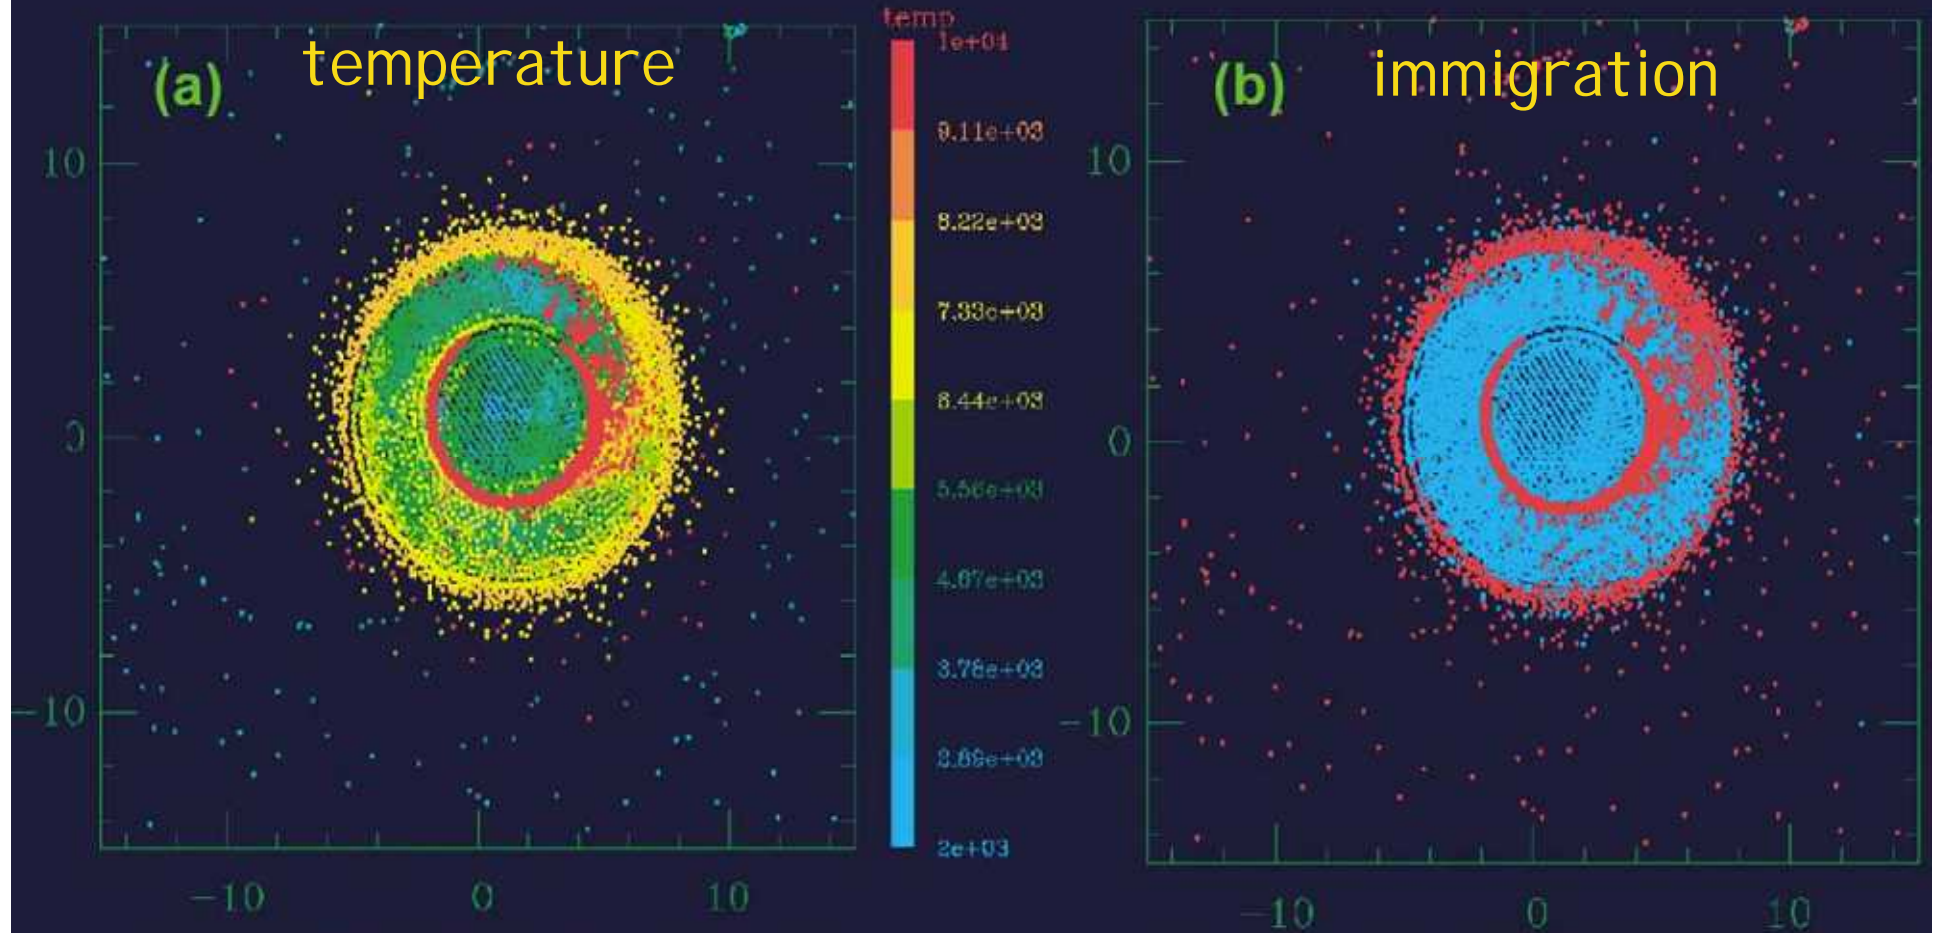 (a) temperature
temp
1e+04
9.11e+03
8.22e+03
7.33e+03
6.44e+03
5.56e+03
4.67e+03
3.78e+03
2.89e+03
2e+03
10
0
-10
-10 0 10
(b) immigration
10
0
-10
-10 0 10